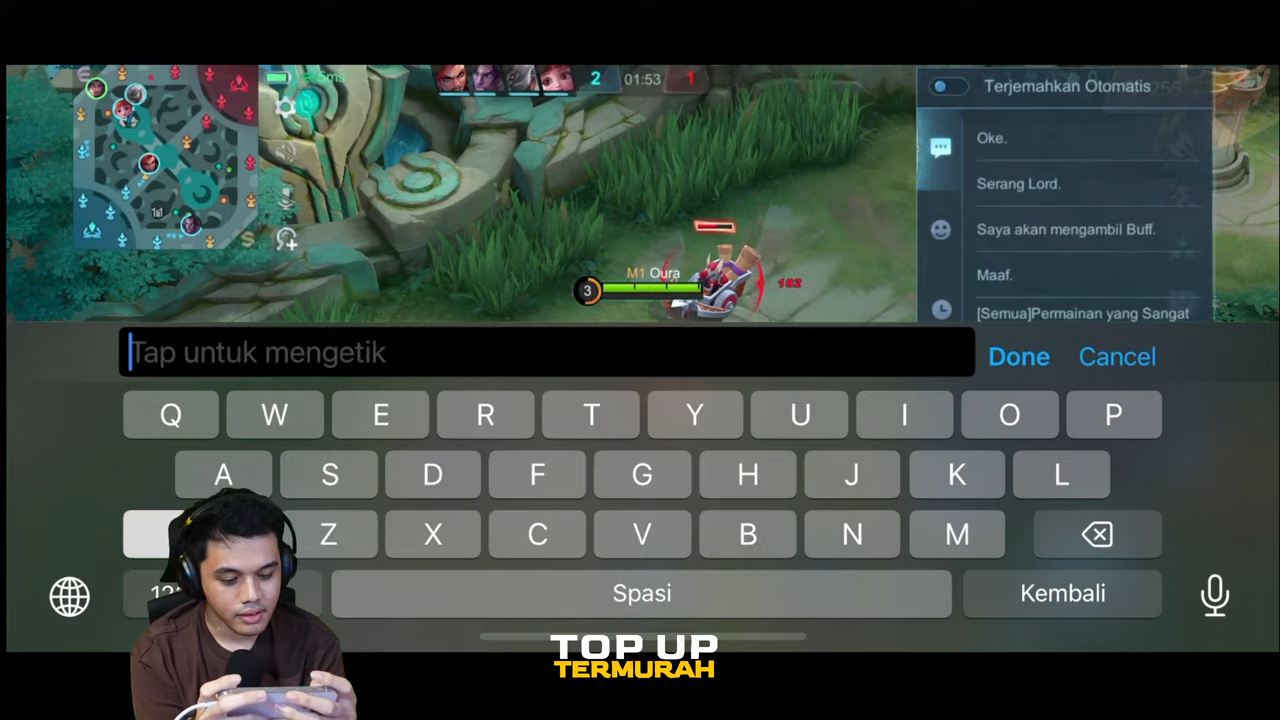 2 01:53 1
Terjemahkan Otomatis
Oke.
Serang Lord.
Saya akan mengambil Buff.
Maaf.
[Semua]Permainan yang Sangat
M1 Oura
3
182
Tap untuk mengetik
Done Cancel
Q W E R T Y U I O P
A S D F G H J K L
Z X C V B N M
Spasi Kembali
TOP UP
TERMURAH